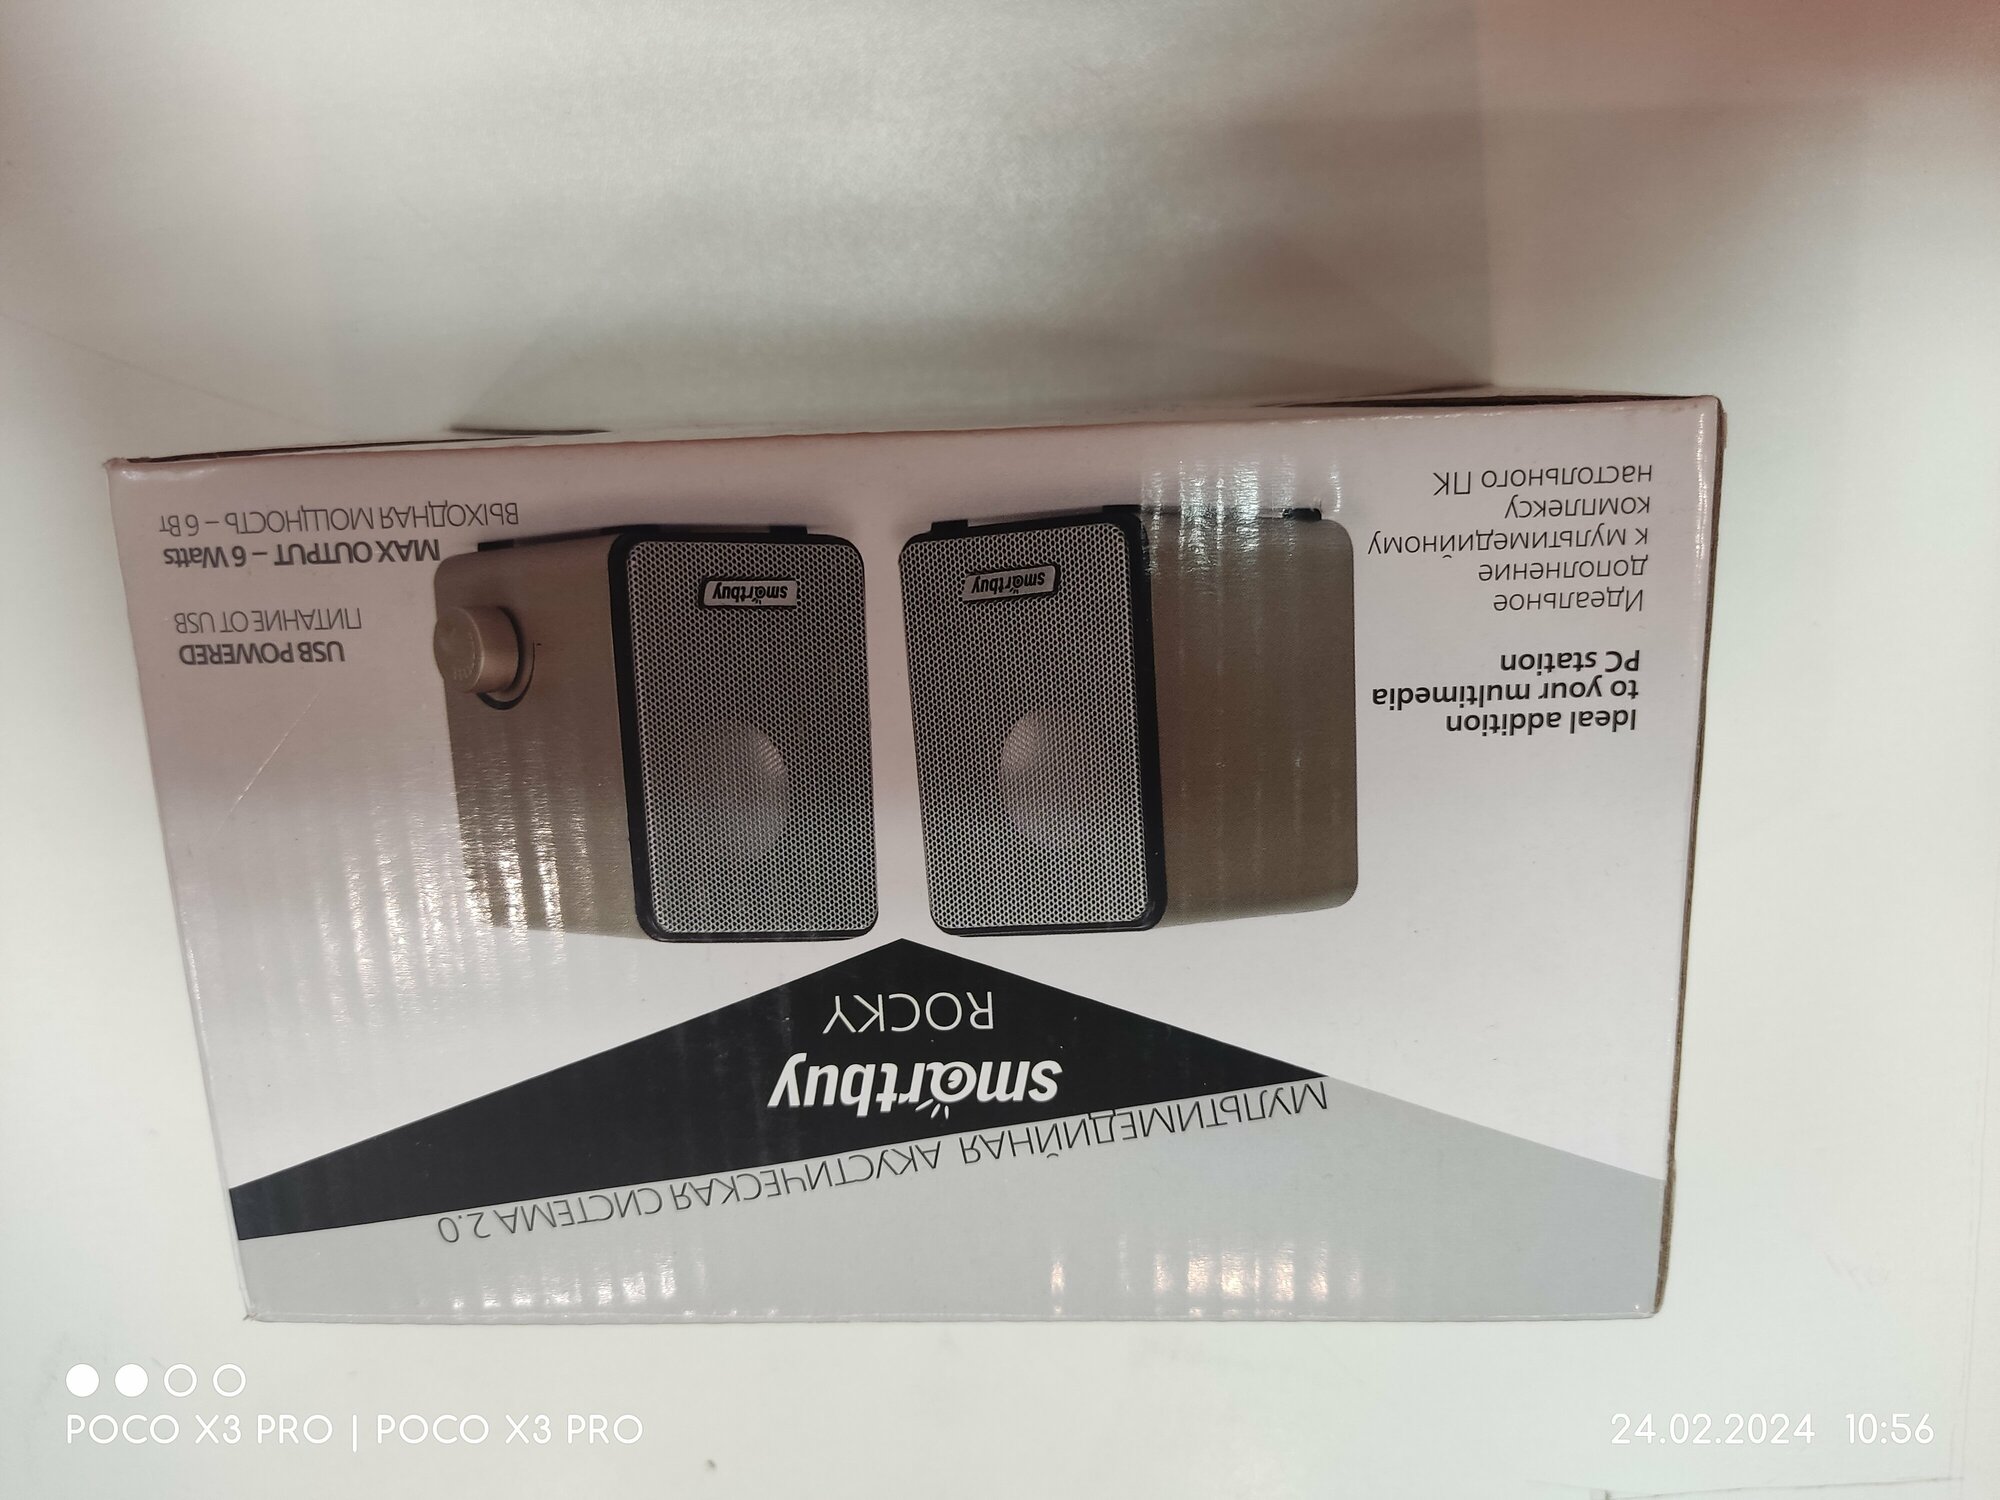 МУЛЬТИМЕДИЙНАЯ АКУСТИЧЕСКАЯ СИСТЕМА 2.0
smartbuy
ROCKY
Ideal addition
to your multimedia
PC station
Идеальное
дополнение
к мультимедийному
комплексу
настольного ПК
smartbuy
smartbuy
USB POWERED
ПИТАНИЕ ОТ USB
MAX OUTPUT – 6 Watts
ВЫХОДНАЯ МОЩНОСТЬ – 6 Вт
POCO X3 PRO | POCO X3 PRO
24.02.2024 10:56